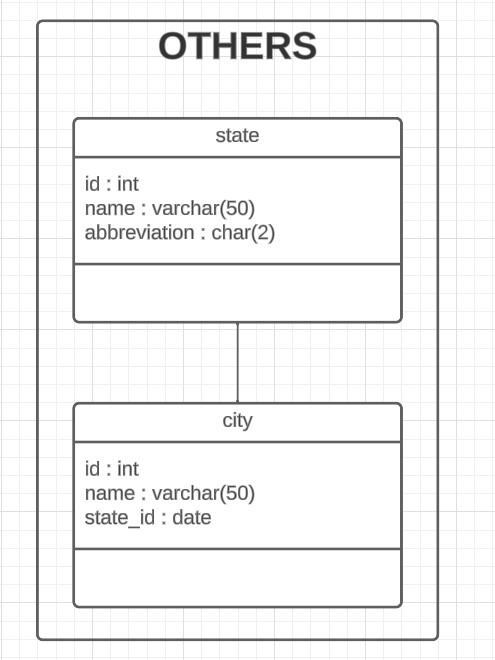 OTHERS
state
id : int
name : varchar(50)
abbreviation : char(2)
city
id : int
name : varchar(50)
state_id : date